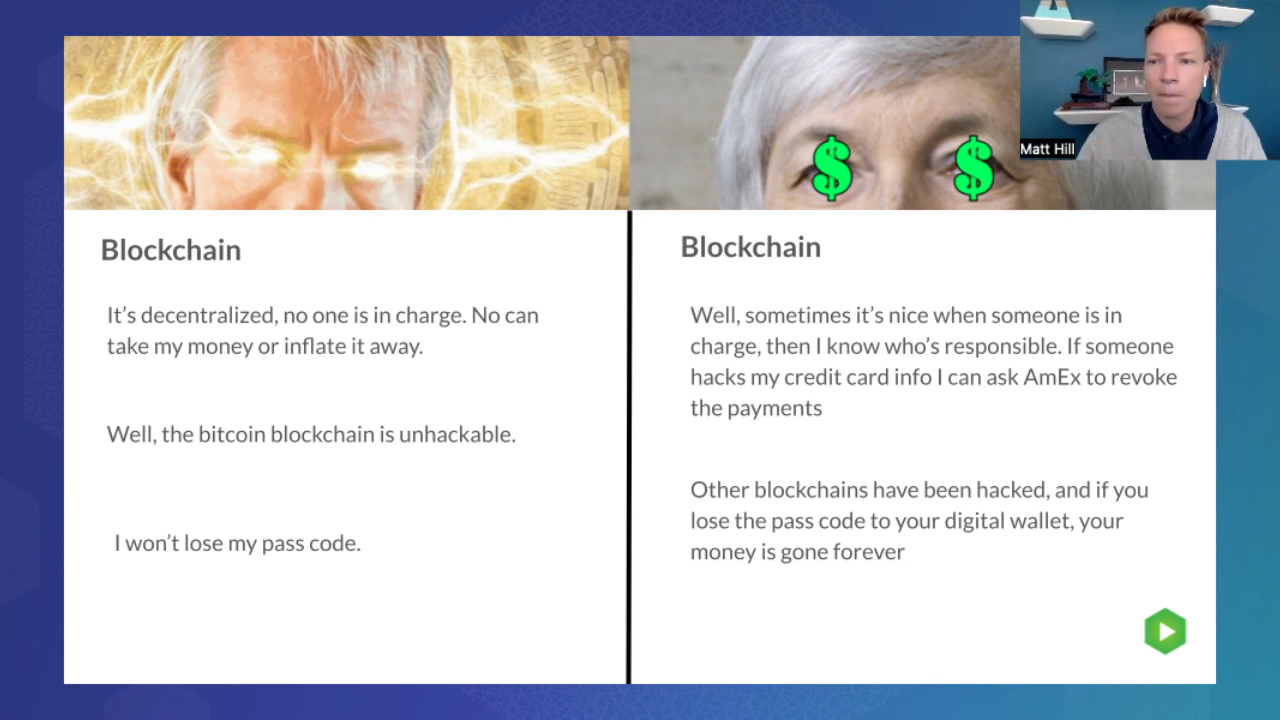 Matt Hill
$ $
Blockchain
It’s decentralized, no one is in charge. No can
take my money or inflate it away.
Well, the bitcoin blockchain is unhackable.
I won’t lose my pass code.
Blockchain
Well, sometimes it’s nice when someone is in
charge, then I know who’s responsible. If someone
hacks my credit card info I can ask AmEx to revoke
the payments
Other blockchains have been hacked, and if you
lose the pass code to your digital wallet, your
money is gone forever